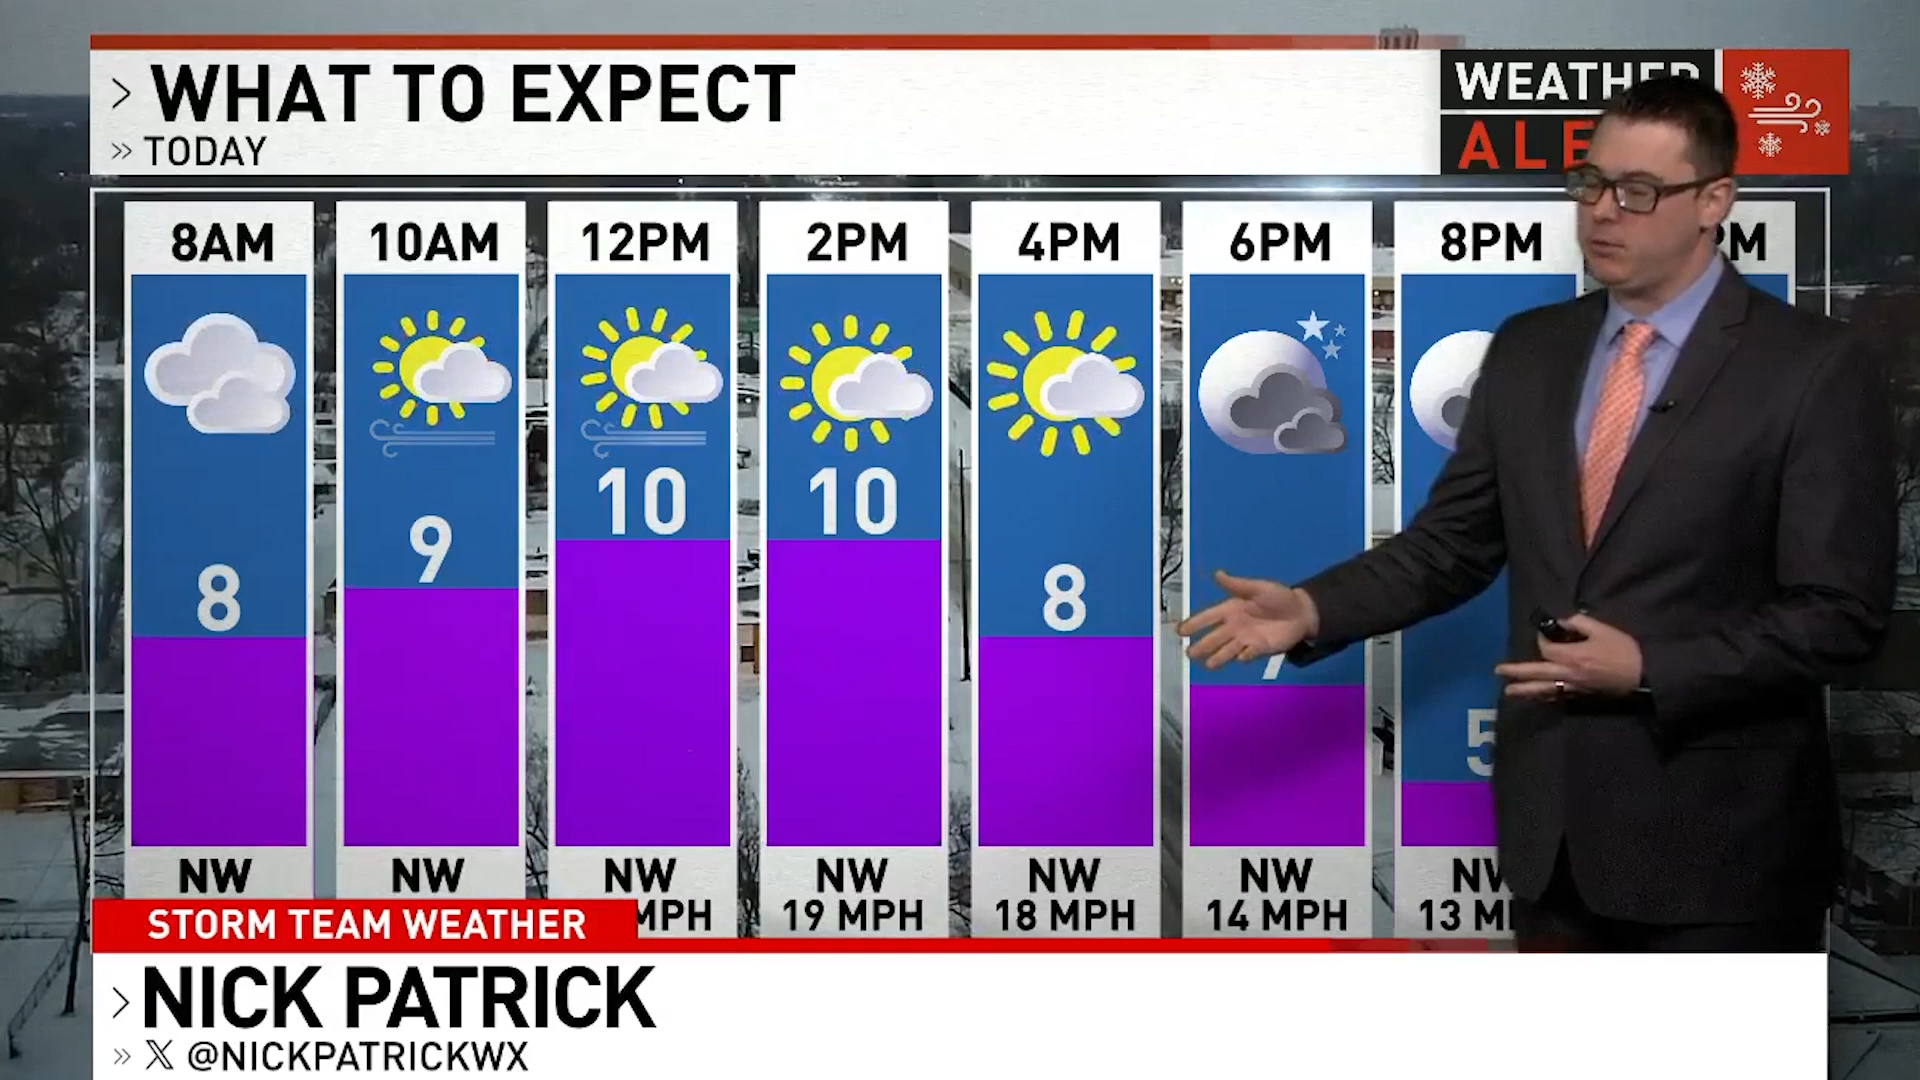 WHAT TO EXPECT
TODAY
WEATHER
8AM 10AM 12PM 2PM 4PM 6PM 8PM
8 9 10 10 8 7 5
NW NW NW NW NW NW
MPH 19 MPH 18 MPH 14 MPH 13
STORM TEAM WEATHER
NICK PATRICK
X @NICKPATRICKWX